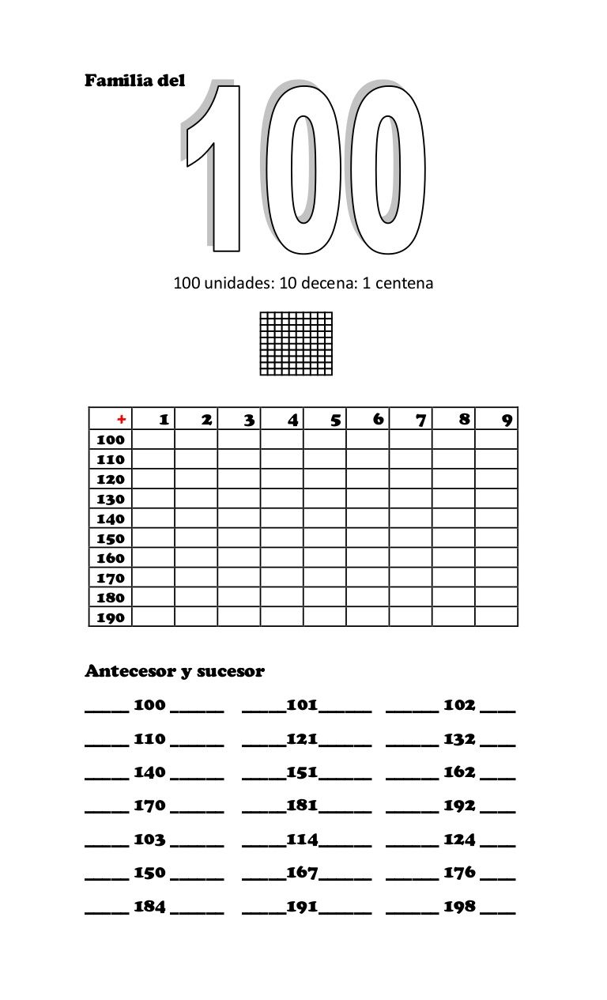 Familia del
100
100 unidades: 10 decena: 1 centena
+ 1 2 3 4 5 6 7 8 9
100
110
120
130
140
150
160
170
180
190
Antecesor y sucesor
_____ 100 ______ _____101______ ______ 102 ____
_____ 110 ______ _____121______ ______ 132 ____
_____ 140 ______ _____151______ ______ 162 ____
_____ 170 ______ _____181______ ______ 192 ____
_____ 103 ______ _____114______ ______ 124 ____
_____ 150 ______ _____167______ ______ 176 ____
_____ 184 ______ _____191______ ______ 198 ____